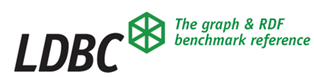 LDBC
The graph & RDF
benchmark reference